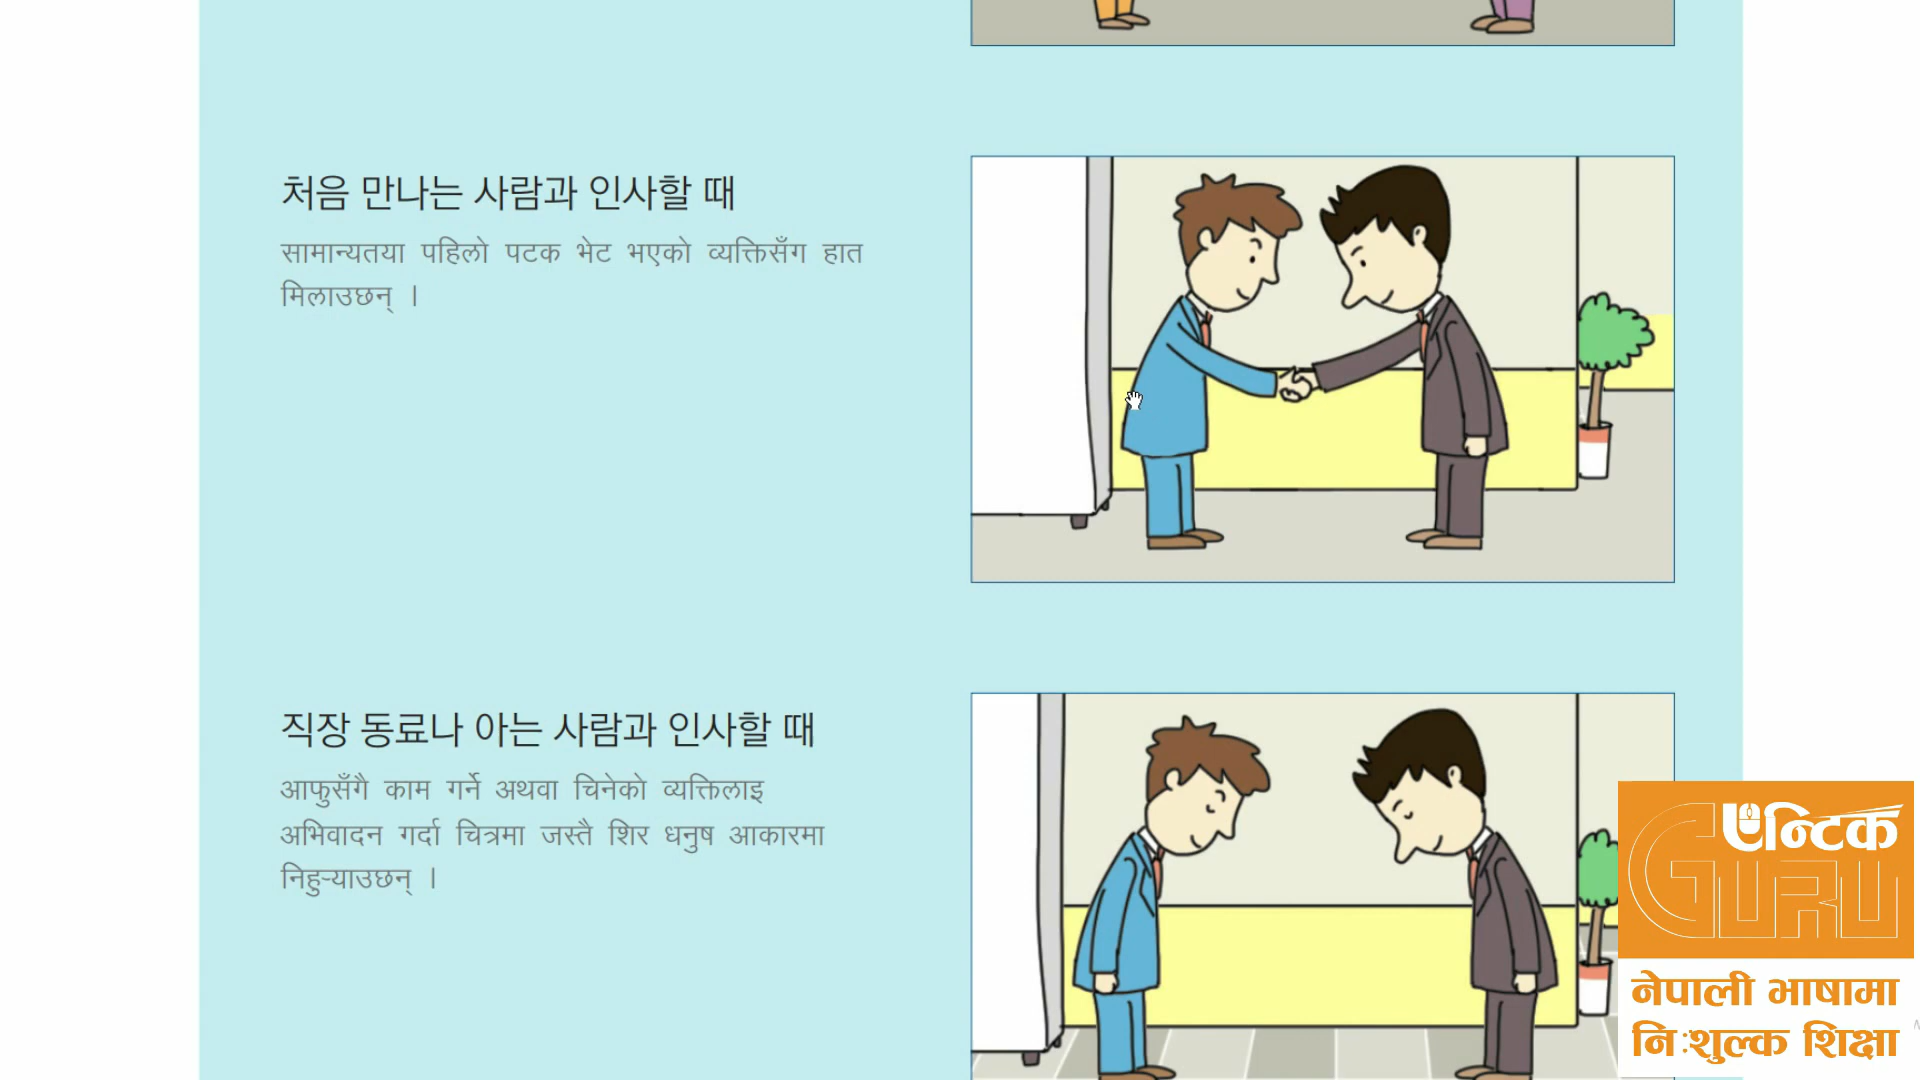 처음 만나는 사람과 인사할 때
सामान्यतया पहिलो पटक भेट भएको व्यक्तिसँग हात
मिलाउछन् ।
직장 동료나 아는 사람과 인사할 때
आफुसँगै काम गर्ने अथवा चिनेको व्यक्तिलाइ
अभिवादन गर्दा चित्रमा जस्तै शिर धनुष आकारमा
निहुऱ्याउछन् ।
एन्टिक
GURU
नेपाली भाषामा
नि:शुल्क शिक्षा